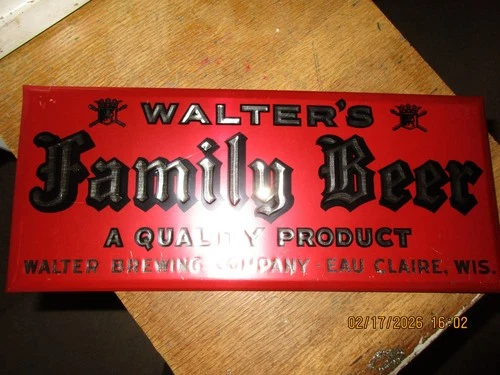 WALTER'S
Family Beer
A QUALITY PRODUCT
WALTER BREWING COMPANY - EAU CLAIRE, WIS.
02/17/2026 16:02